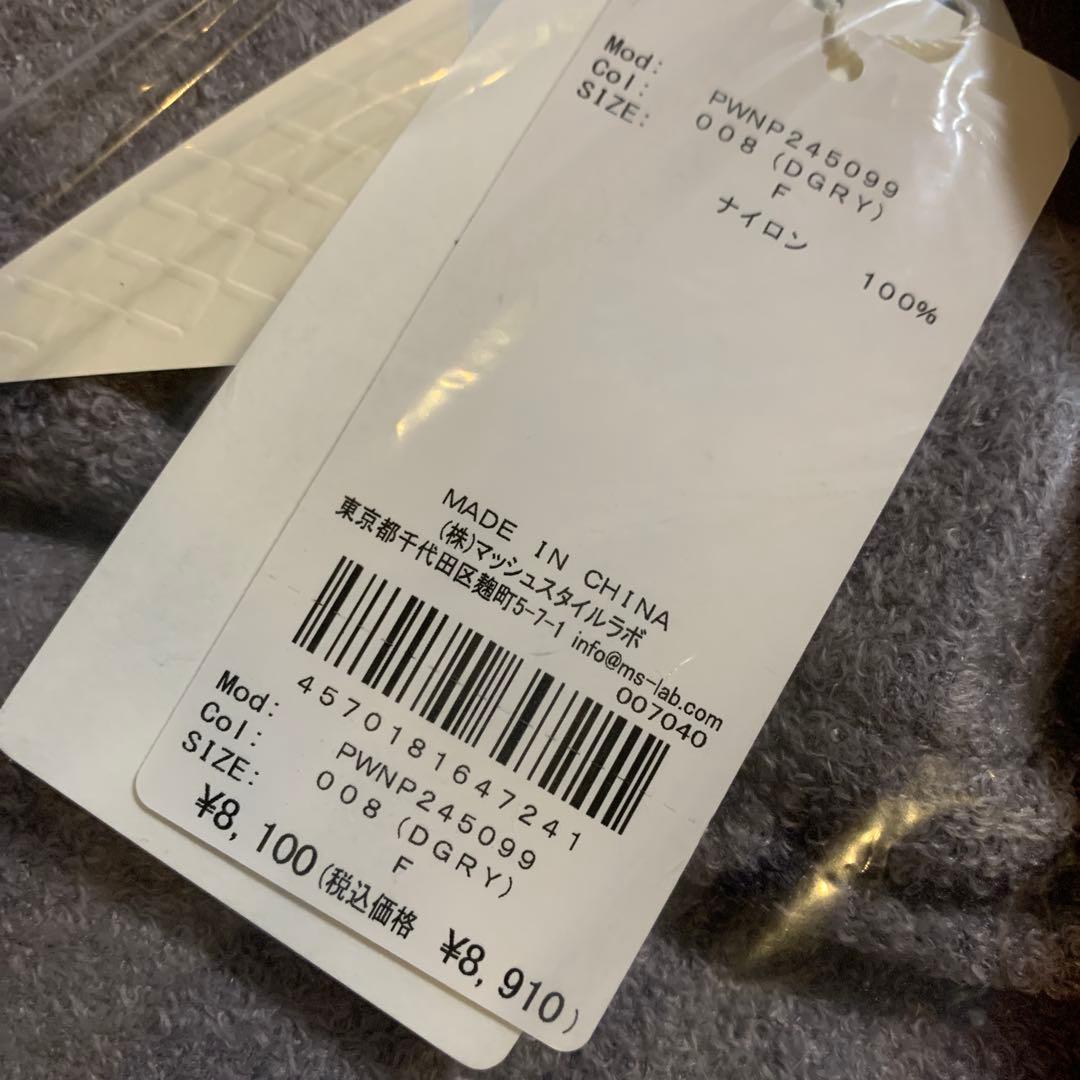 Mod: PWNP245099
Col: 008 (DGRY)
SIZE: F
ナイロン 100%
MADE IN CHINA
(株)マッシュスタイルラボ
東京都千代田区麹町5-7-1 info@ms-lab.com
007040
4570181647241
Mod: PWNP245099
Col: 008 (DGRY)
SIZE: F
¥8,100(税込価格 ¥8,910)